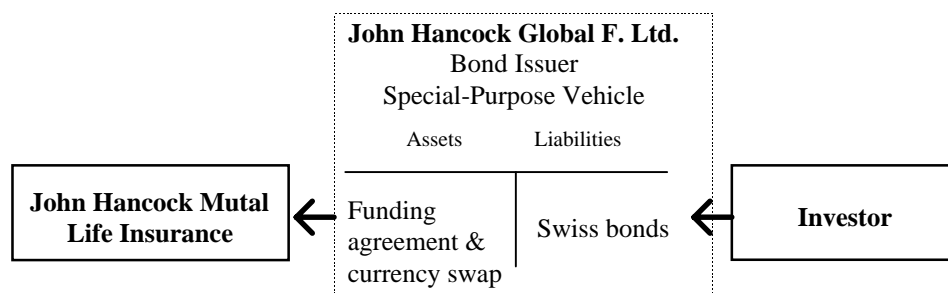 John Hancock Global F. Ltd.
Bond Issuer
Special-Purpose Vehicle
Assets Liabilities
John Hancock Mutal
Life Insurance
Funding
agreement &
currency swap
Swiss bonds
Investor